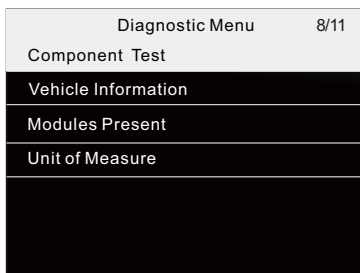 Diagnostic Menu 8/11
Component Test
Vehicle Information
Modules Present
Unit of Measure